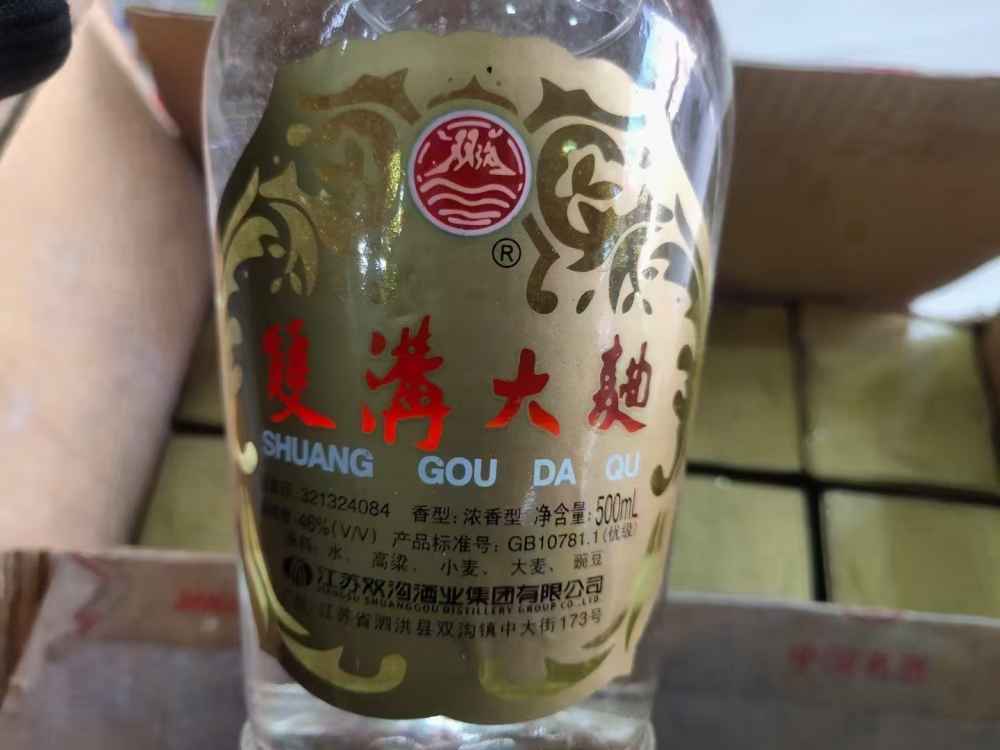 双沟
®
雙溝大麯
SHUANG GOU DA QU
321324084 香型:浓香型 净含量:500mL
46%(V/V) 产品标准号:GB10781.1(优级)
水、高粱、小麦、大麦、豌豆
江苏双沟酒业集团有限公司
JIANGSU SHUANGGOU DISTILLERY GROUP CO.,LTD.
江苏省泗洪县双沟镇中大街173号